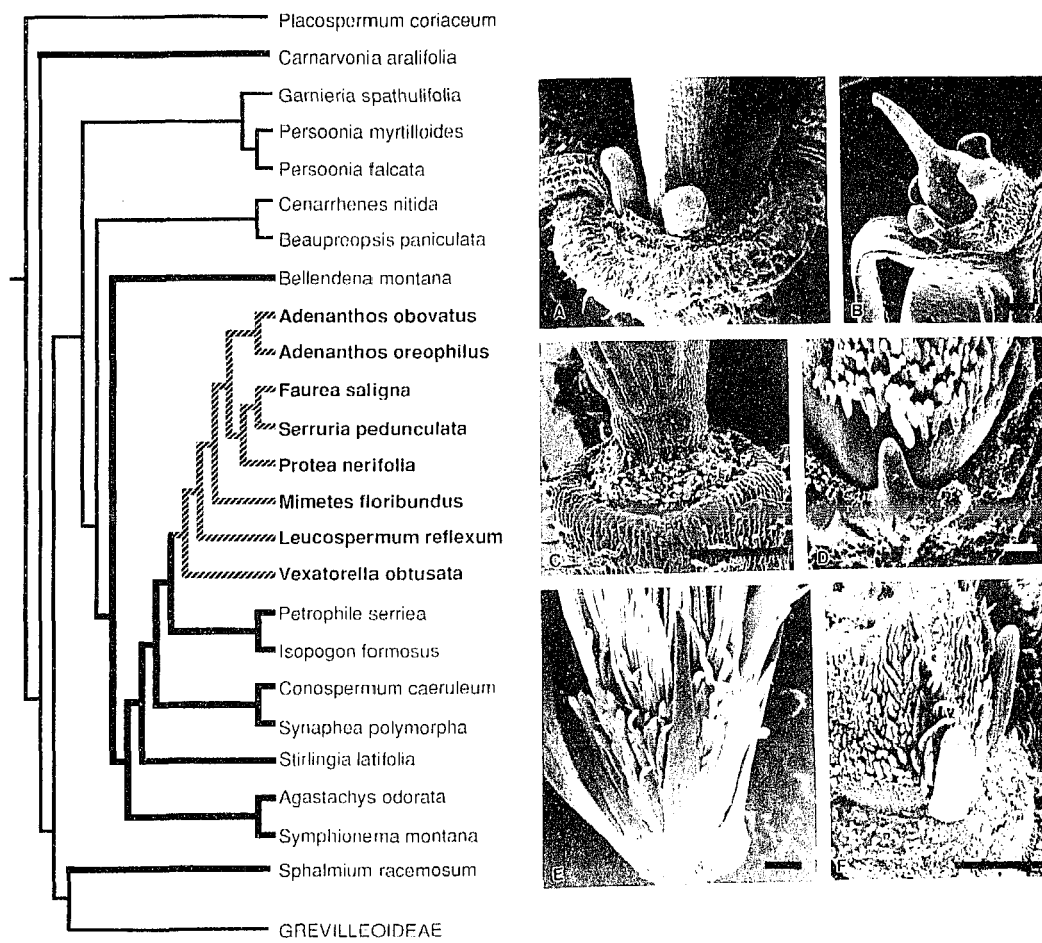 Placospermum coriaceum
Carnarvonia aralifolia
Garnieria spathulifolia
Persoonia myrtilloides
Persoonia falcata
Cenarrhenes nitida
Beaupreopsis paniculata
Bellendena montana
Adenanthos obovatus
Adenanthos oreophilus
Faurea saligna
Serruria pedunculata
Protea nerifolia
Mimetes floribundus
Leucospermum reflexum
Vexatorella obtusata
Petrophile serriea
Isopogon formosus
Conospermum caeruleum
Synaphea polymorpha
Stirlingia latifolia
Agastachys odorata
Symphionema montana
Sphalmium racemosum
GREVILLEOIDEAE
A
B
C
D
E
F